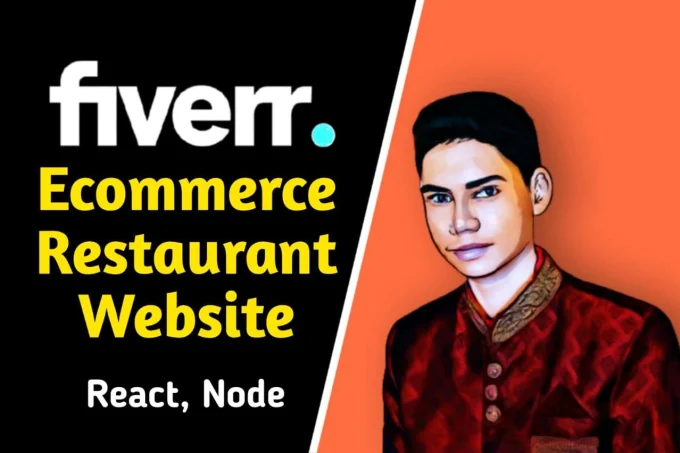 fiverr.
Ecommerce
Restaurant
Website
React, Node